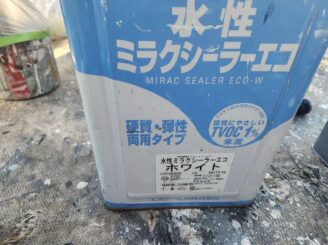 水性
ミラクシーラーエコ
MIRAC SEALER ECO-W
硬質・弾性
両用タイプ
環境にやさしい
TVOC 1%
未満
水性ミラクシーラーエコ
ホワイト